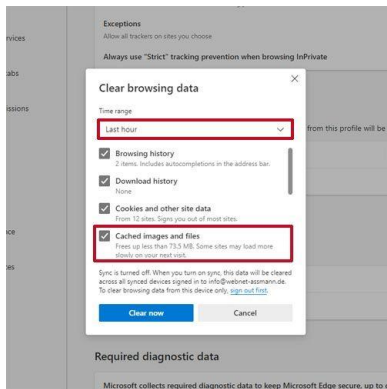 Exceptions
Allow all trackers on sites you choose
Always use "Strict" tracking prevention when browsing InPrivate
rvices
abs
issions
Clear browsing data
Time range
Last hour
from this profile will be
Browsing history
2 items. Includes autocompletions in the address bar.
Download history
None
Cookies and other site data
From 12 sites. Signs you out of most sites.
Cached images and files
Frees up less than 73.5 MB. Some sites may load more
slowly on your next visit.
Sync is turned off. When you turn on sync, this data will be cleared
across all synced devices signed in to info@webnet-assmann.de.
To clear browsing data from this device only, sign out first.
Clear now
Cancel
Required diagnostic data
Microsoft collects required diagnostic data to keep Microsoft Edge secure, up to